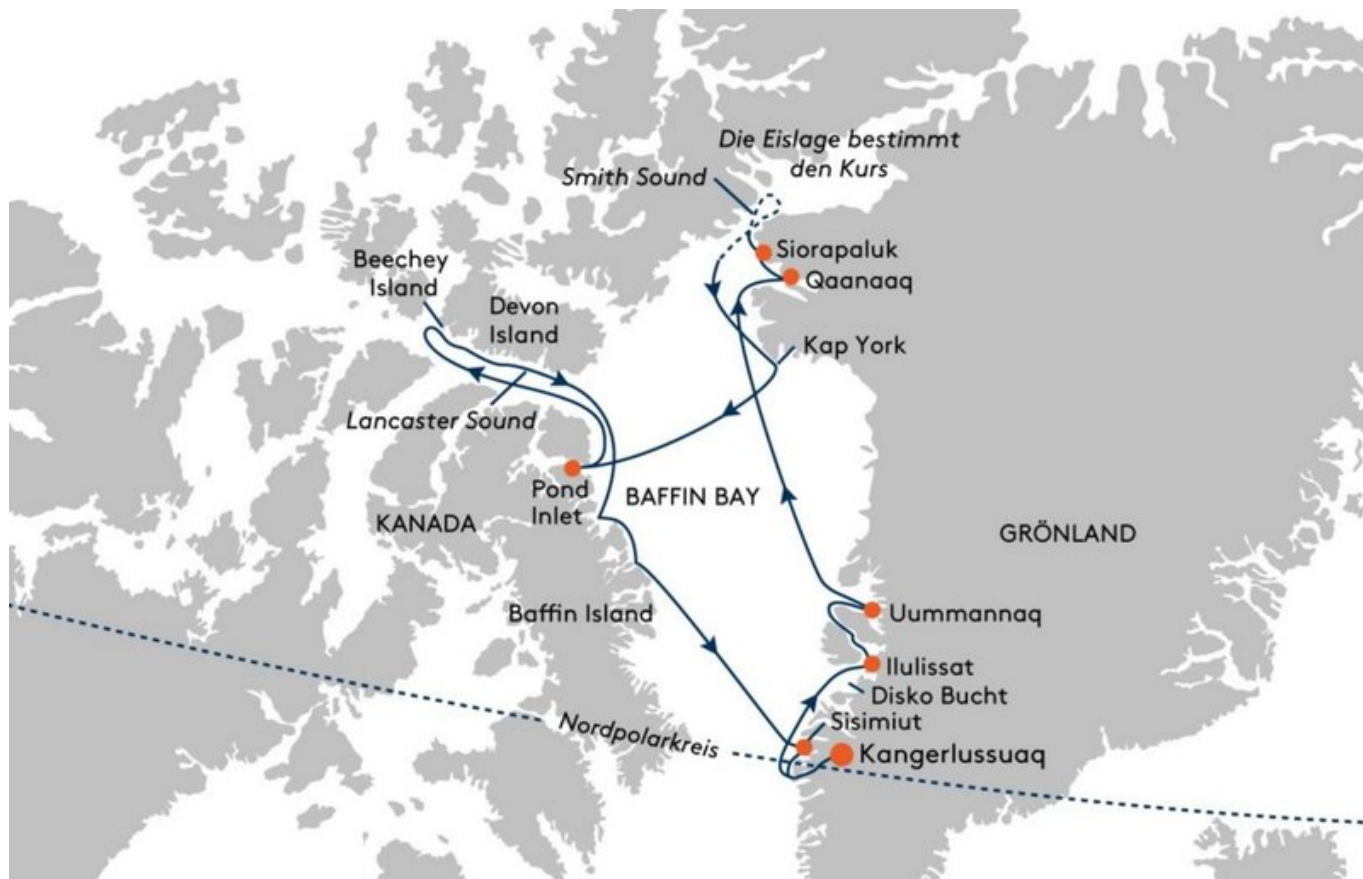 Die Eislage bestimmt
den Kurs
Smith Sound
Siorapaluk
Qaanaaq
Beechey
Island
Devon
Island
Kap York
Lancaster Sound
Pond
Inlet
BAFFIN BAY
KANADA
GRÖNLAND
Baffin Island
Uummannaq
Ilulissat
Disko Bucht
Sisimiut
Nordpolarkreis
Kangerlussuaq